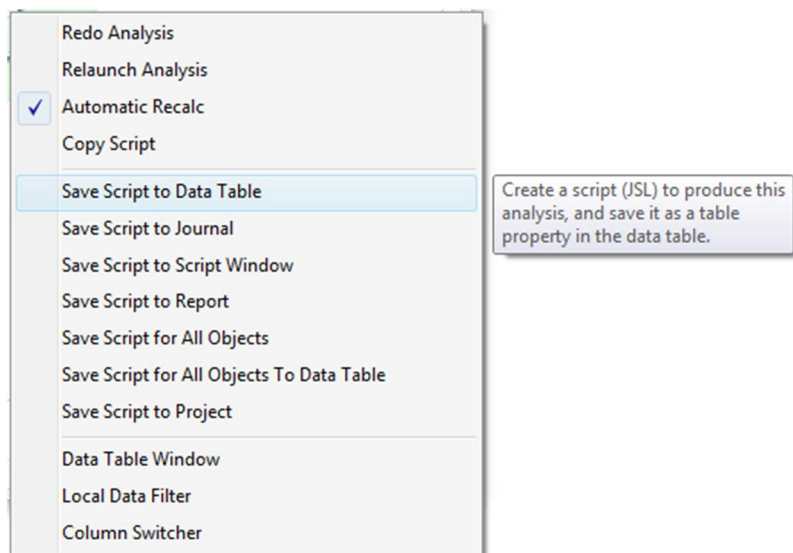 Redo Analysis
Relaunch Analysis
Automatic Recalc
Copy Script
Save Script to Data Table
Save Script to Journal
Save Script to Script Window
Save Script to Report
Save Script for All Objects
Save Script for All Objects To Data Table
Save Script to Project
Data Table Window
Local Data Filter
Column Switcher
Create a script (JSL) to produce this
analysis, and save it as a table
property in the data table.